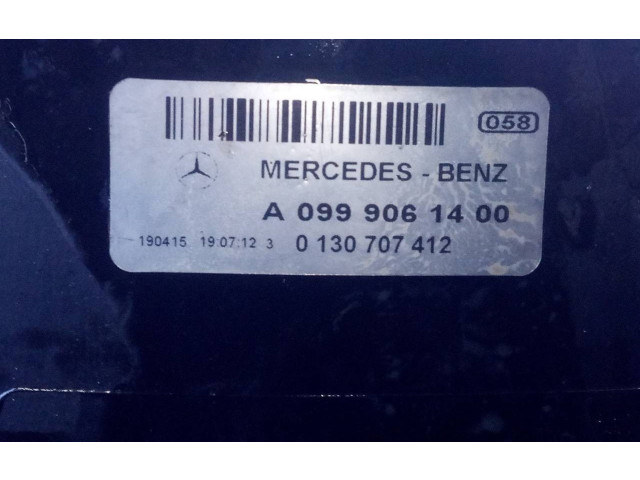 058
MERCEDES - BENZ
A 099 906 14 00
190415 19:07:12 3 0 130 707 412